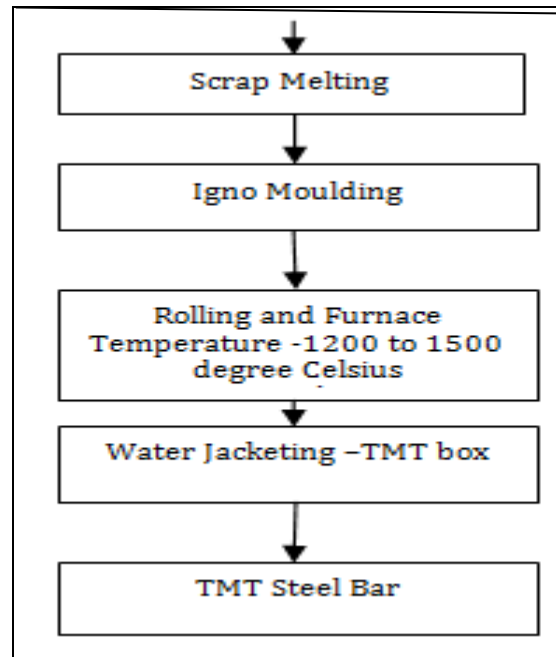 Scrap Melting
Igno Moulding
Rolling and Furnace
Temperature -1200 to 1500
degree Celsius
Water Jacketing –TMT box
TMT Steel Bar